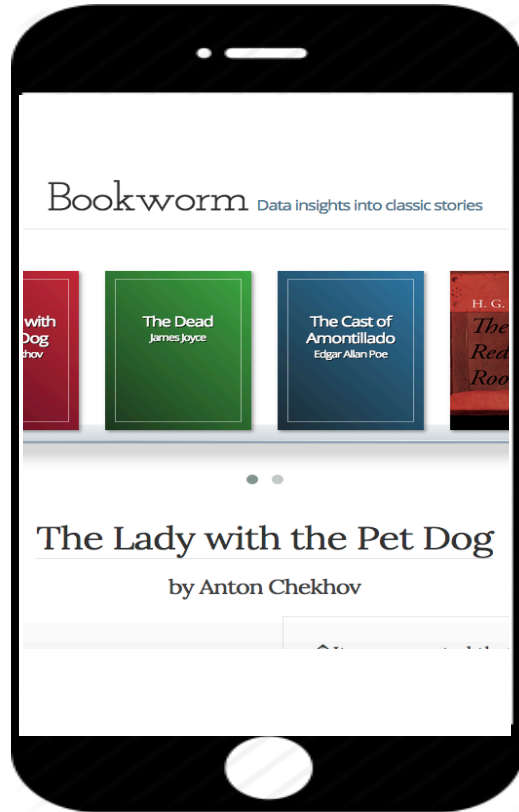 Bookworm Data insights into classic stories
with
Dog
hov
The Dead
James Joyce
The Cast of
Amontillado
Edgar Allan Poe
H. G.
The
Red
Roo
The Lady with the Pet Dog
by Anton Chekhov